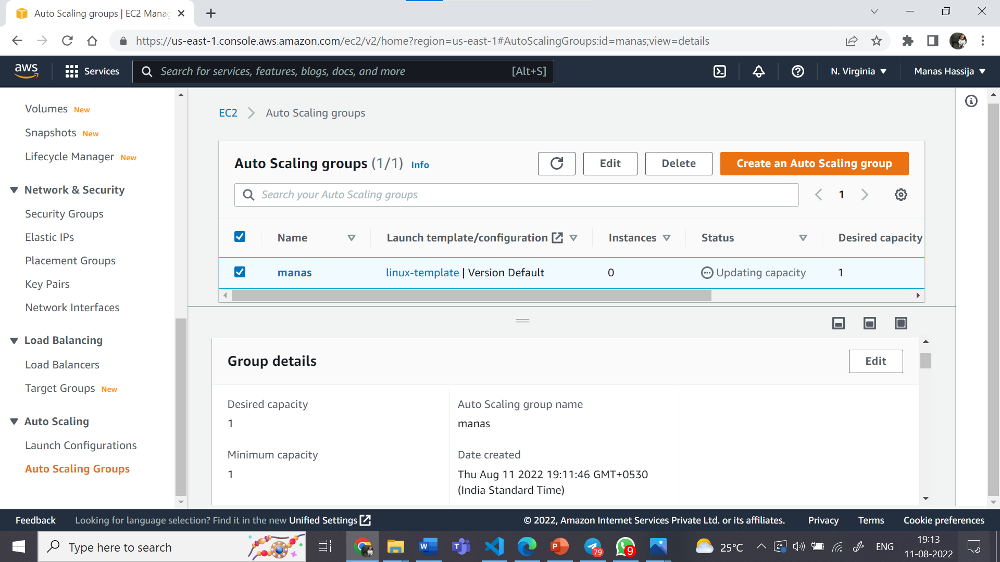 Auto Scaling groups | EC2 Manag
https://us-east-1.console.aws.amazon.com/ec2/v2/home?region=us-east-1#AutoScalingGroups:id=manas;view=details
aws
Services
Search for services, features, blogs, docs, and more
[Alt+S]
N. Virginia
Manas Hassija
Volumes New
Snapshots New
Lifecycle Manager New
Network & Security
Security Groups
Elastic IPs
Placement Groups
Key Pairs
Network Interfaces
Load Balancing
Load Balancers
Target Groups New
Auto Scaling
Launch Configurations
Auto Scaling Groups
EC2 Auto Scaling groups
Auto Scaling groups (1/1) Info
Edit
Delete
Create an Auto Scaling group
Search your Auto Scaling groups
1
Name Launch template/configuration Instances Status Desired capacity
manas linux-template | Version Default 0 Updating capacity 1
Group details
Edit
Desired capacity
1
Minimum capacity
1
Auto Scaling group name
manas
Date created
Thu Aug 11 2022 19:11:46 GMT+0530
(India Standard Time)
Feedback Looking for language selection? Find it in the new Unified Settings
© 2022, Amazon Internet Services Private Ltd. or its affiliates. Privacy Terms Cookie preferences
Type here to search
79
9
25°C
ENG
19:13
11-08-2022